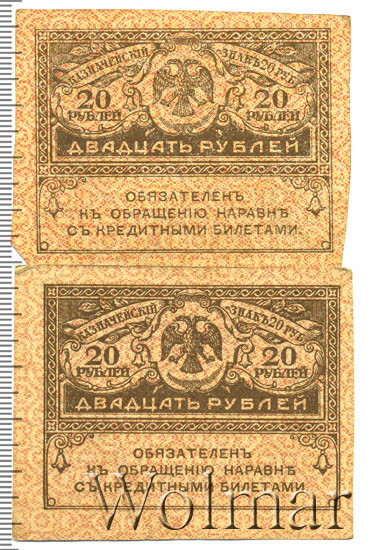 КАЗНАЧЕЙСКІЙ ЗНАКЪ 20 РУБ.
20 20
РУБЛЕЙ РУБЛЕЙ
ДВАДЦАТЬ РУБЛЕЙ
ОБЯЗАТЕЛЕНЪ
КЪ ОБРАЩЕНІЮ НАРАВНѢ
СЪ КРЕДИТНЫМИ БИЛЕТАМИ.
КАЗНАЧЕЙСКІЙ ЗНАКЪ 20 РУБ.
20 20
РУБЛЕЙ РУБЛЕЙ
ДВАДЦАТЬ РУБЛЕЙ
ОБЯЗАТЕЛЕНЪ
КЪ ОБРАЩЕНІЮ НАРАВНѢ
СЪ КРЕДИТНЫМИ БИЛЕТАМИ
Wolmar